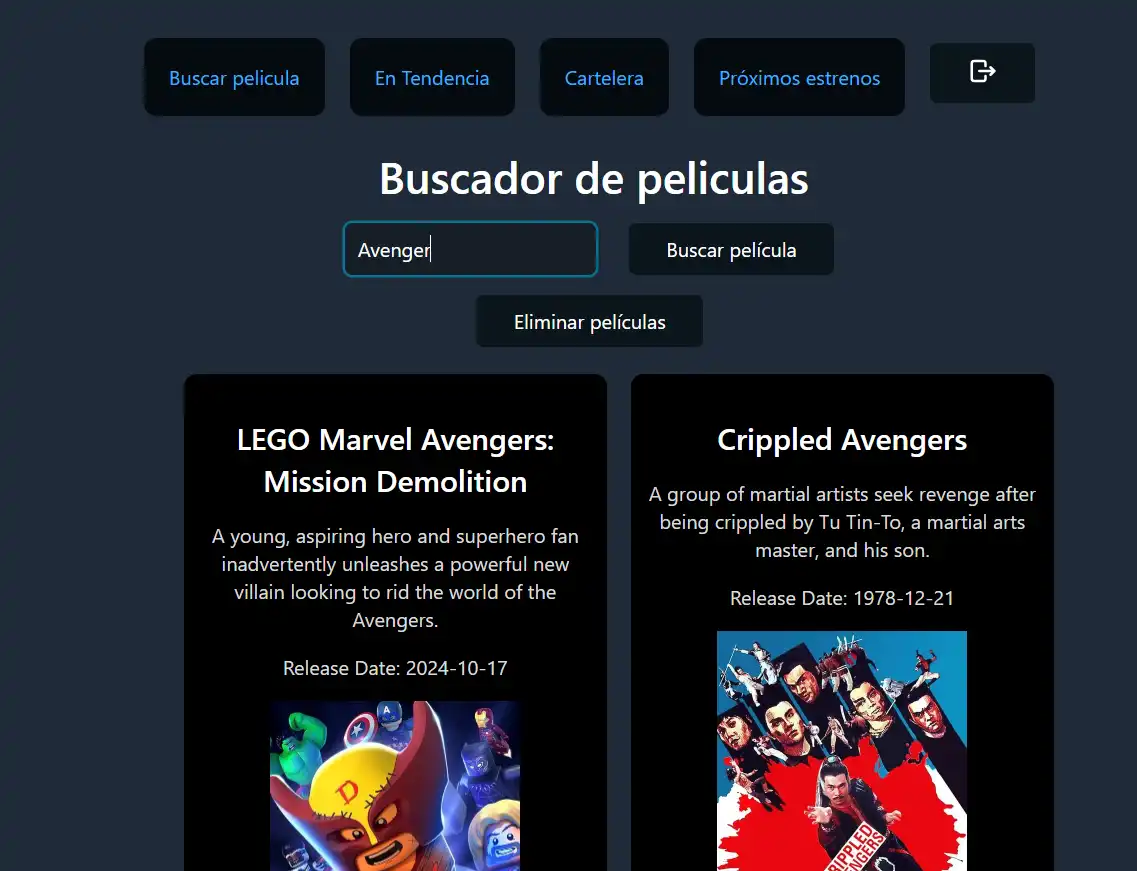 Buscar pelicula
En Tendencia
Cartelera
Próximos estrenos
Buscador de peliculas
Avenger
Buscar película
Eliminar películas
LEGO Marvel Avengers:
Mission Demolition
A young, aspiring hero and superhero fan
inadvertently unleashes a powerful new
villain looking to rid the world of the
Avengers.
Release Date: 2024-10-17
A
D
Crippled Avengers
A group of martial artists seek revenge after
being crippled by Tu Tin-To, a martial arts
master, and his son.
Release Date: 1978-12-21